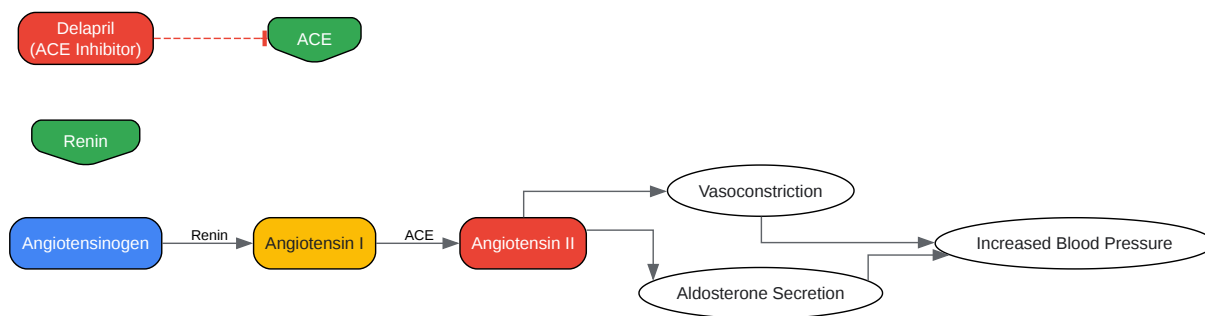 Delapril
(ACE Inhibitor)
ACE
Renin
Vasoconstriction
Angiotensinogen
Renin
Angiotensin I
ACE
Angiotensin II
Increased Blood Pressure
Aldosterone Secretion